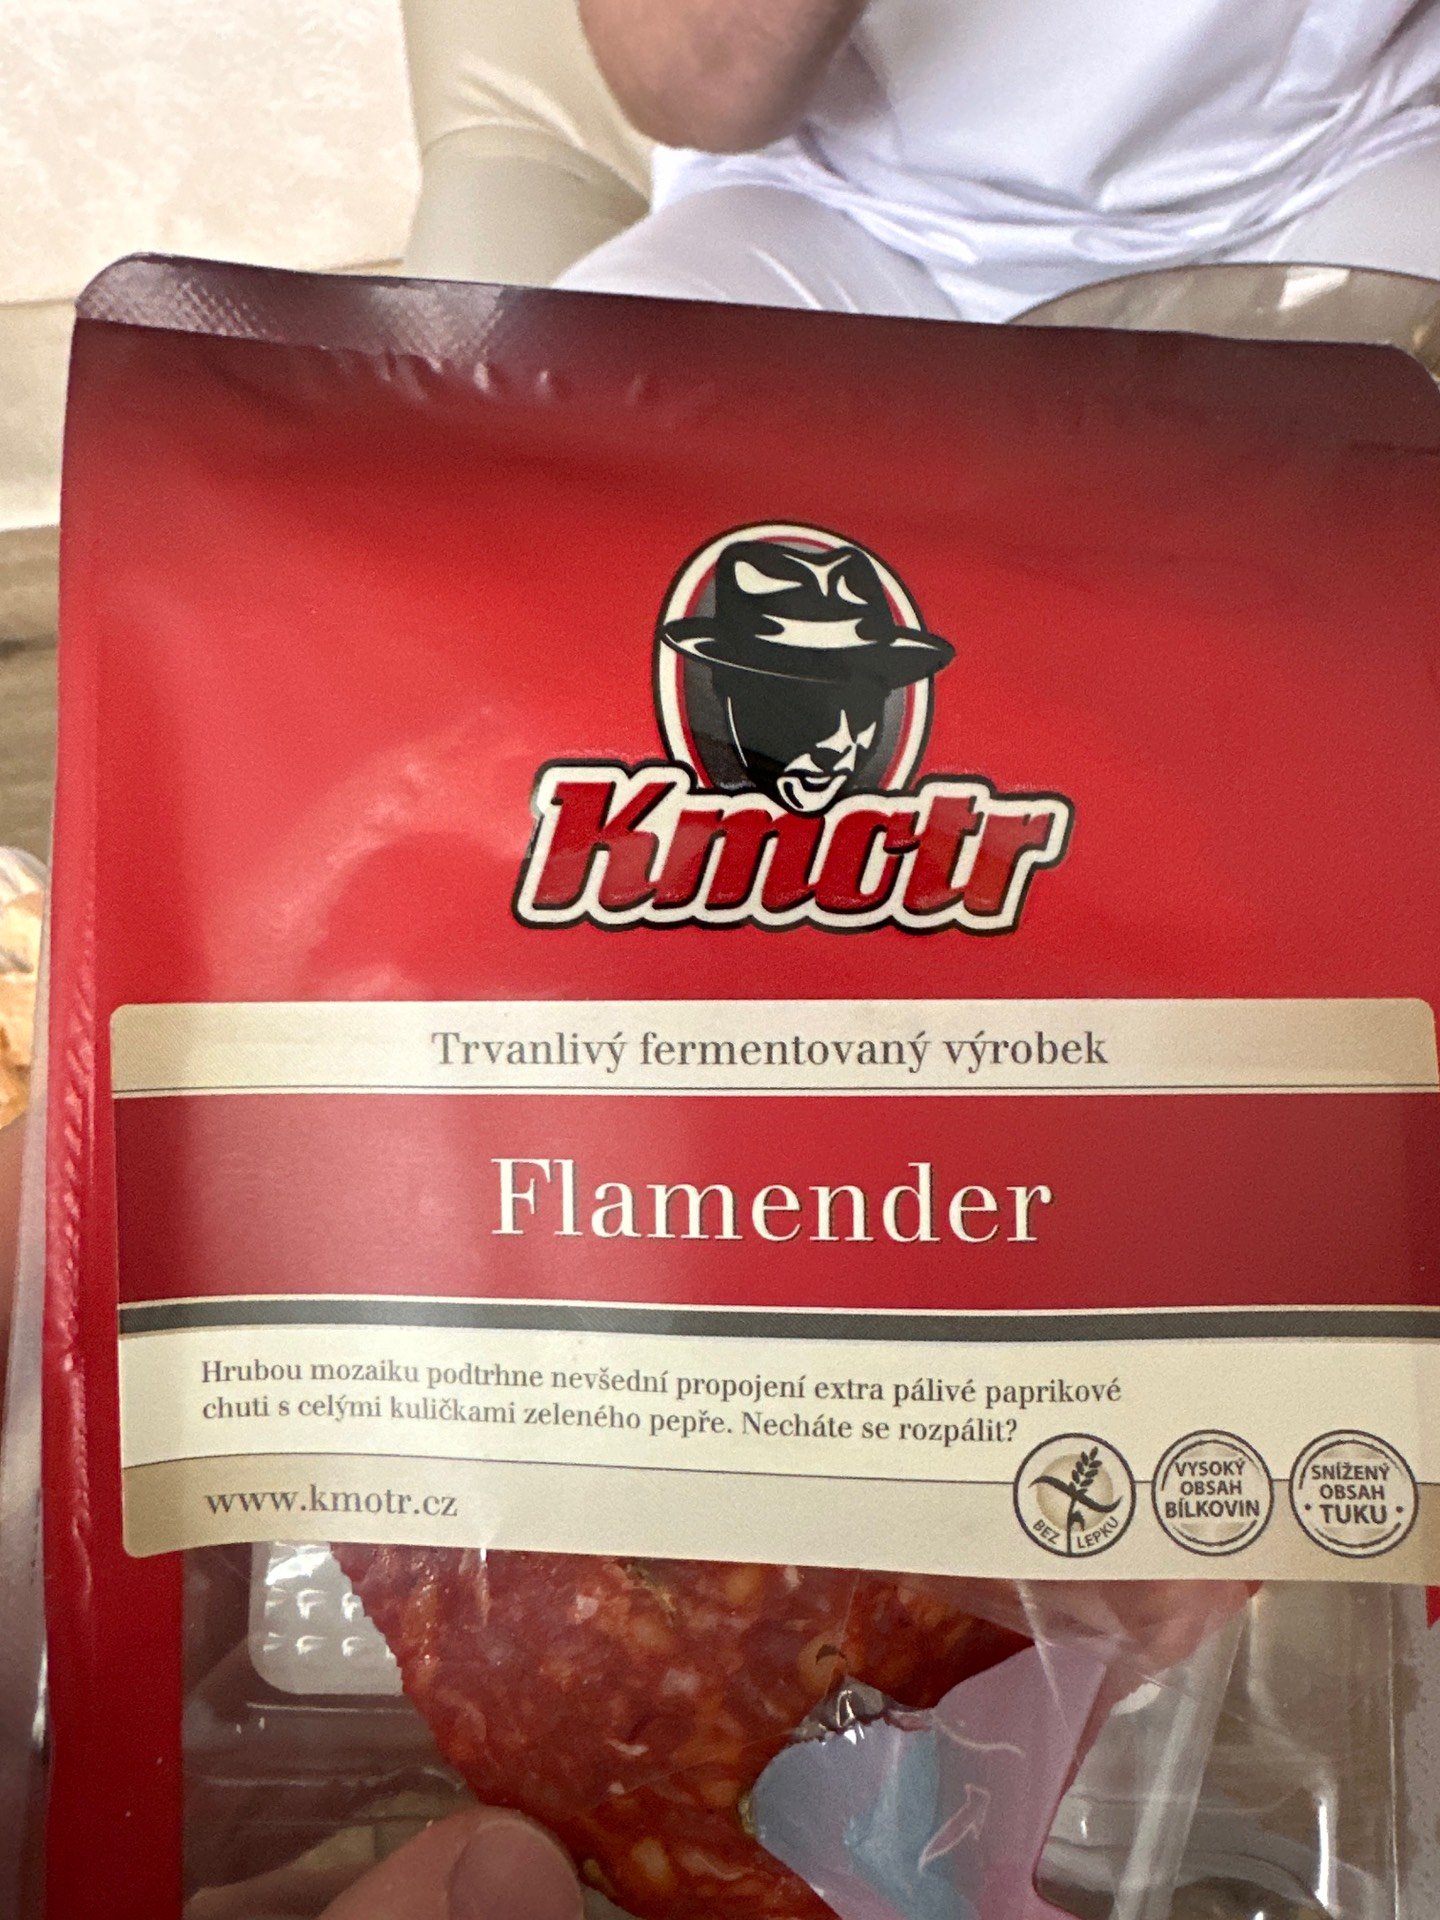 Kmotr
Trvanlivý fermentovaný výrobek
Flamender
Hrubou mozaiku podtrhne nevšední propojení extra pálivé paprikové
chuti s celými kuličkami zeleného pepře. Necháte se rozpálit?
www.kmotr.cz
BEZ LEPKU
VYSOKÝ
OBSAH
BÍLKOVIN
SNÍŽENÝ
OBSAH
• TUKU •